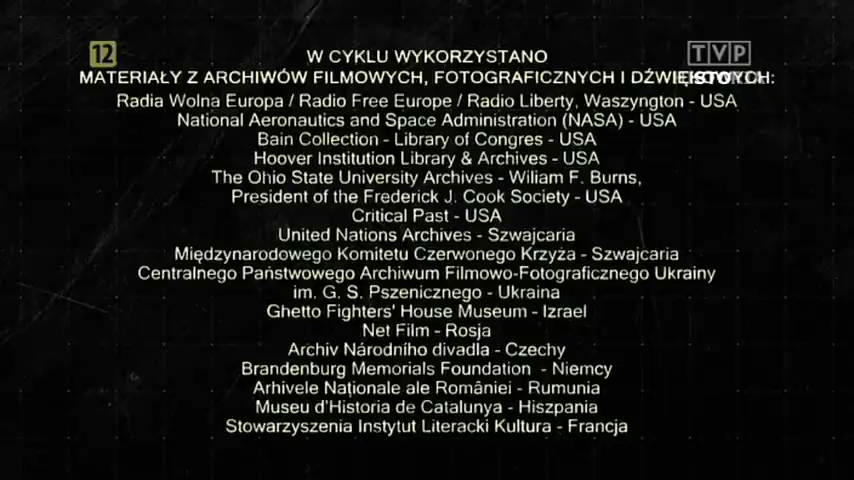 12
TVP
W CYKLU WYKORZYSTANO
MATERIAŁY Z ARCHIWÓW FILMOWYCH, FOTOGRAFICZNYCH I DŹWIĘKOWYCH:
Radia Wolna Europa / Radio Free Europe / Radio Liberty, Waszyngton - USA
National Aeronautics and Space Administration (NASA) - USA
Bain Collection - Library of Congres - USA
Hoover Institution Library & Archives - USA
The Ohio State University Archives - Wiliam F. Burns,
President of the Frederick J. Cook Society - USA
Critical Past - USA
United Nations Archives - Szwajcaria
Międzynarodowego Komitetu Czerwonego Krzyża - Szwajcaria
Centralnego Państwowego Archiwum Filmowo-Fotograficznego Ukrainy
im. G. S. Pszenicznego - Ukraina
Ghetto Fighters' House Museum - Izrael
Net Film - Rosja
Archiv Národního divadla - Czechy
Brandenburg Memorials Foundation - Niemcy
Arhivele Naţionale ale României - Rumunia
Museu d'Historia de Catalunya - Hiszpania
Stowarzyszenia Instytut Literacki Kultura - Francja